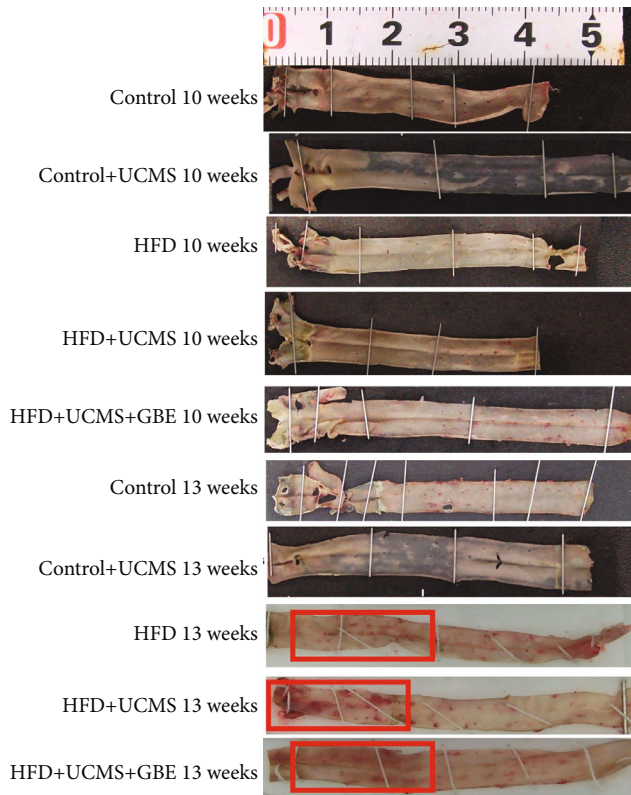 0 1 2 3 4 5
Control 10 weeks
Control+UCMS 10 weeks
HFD 10 weeks
HFD+UCMS 10 weeks
HFD+UCMS+GBE 10 weeks
Control 13 weeks
Control+UCMS 13 weeks
HFD 13 weeks
HFD+UCMS 13 weeks
HFD+UCMS+GBE 13 weeks